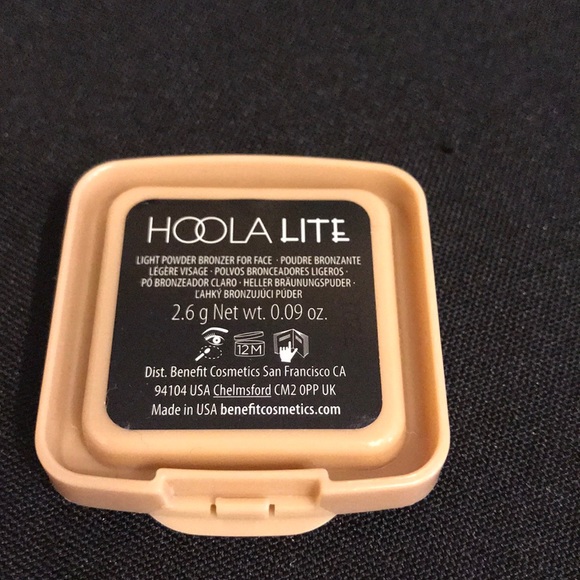 HOOLA LITE
LIGHT POWDER BRONZER FOR FACE · POUDRE BRONZANTE
LÉGÈRE VISAGE · POLVOS BRONCEADORES LIGEROS ·
PÓ BRONZEADOR CLARO · HELLER BRÄUNUNGSPUDER ·
ĽAHKÝ BRONZUJÚCI PÚDER
2.6 g Net wt. 0.09 oz.
12 M
Dist. Benefit Cosmetics San Francisco CA
94104 USA Chelmsford CM2 0PP UK
Made in USA benefitcosmetics.com